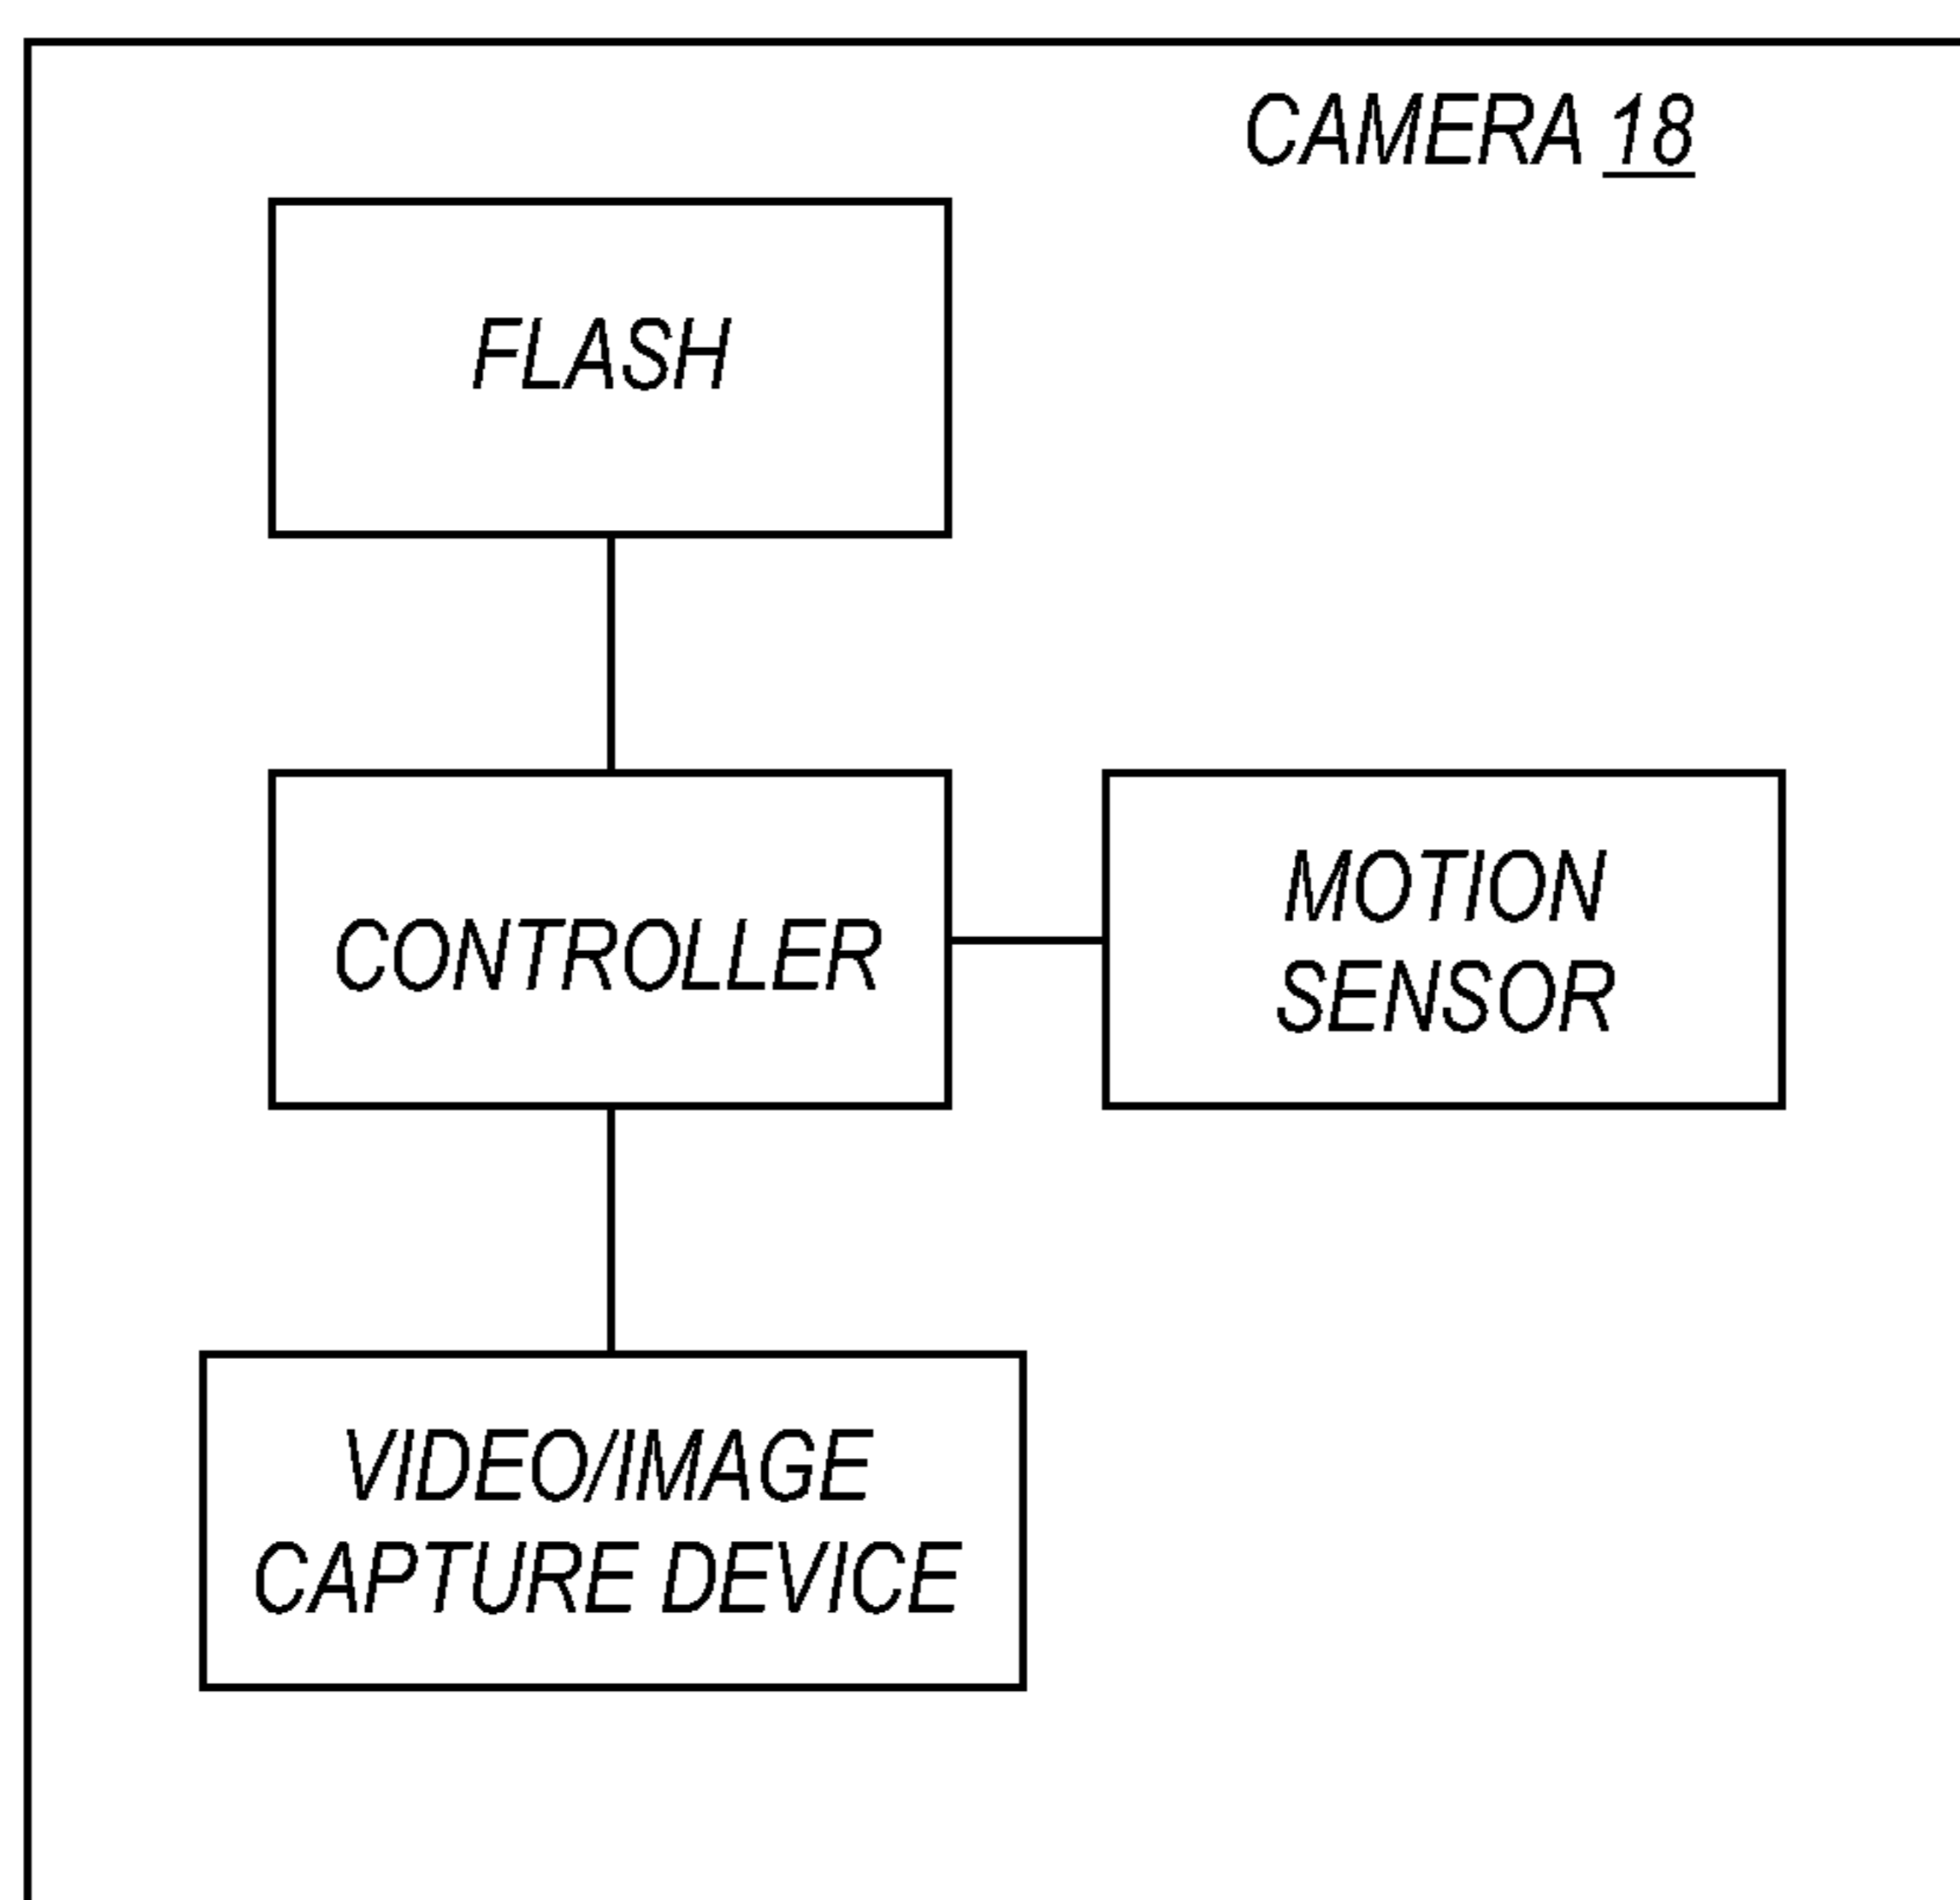 CAMERA 18
FLASH
CONTROLLER
MOTION
SENSOR
VIDEO/IMAGE
CAPTURE DEVICE